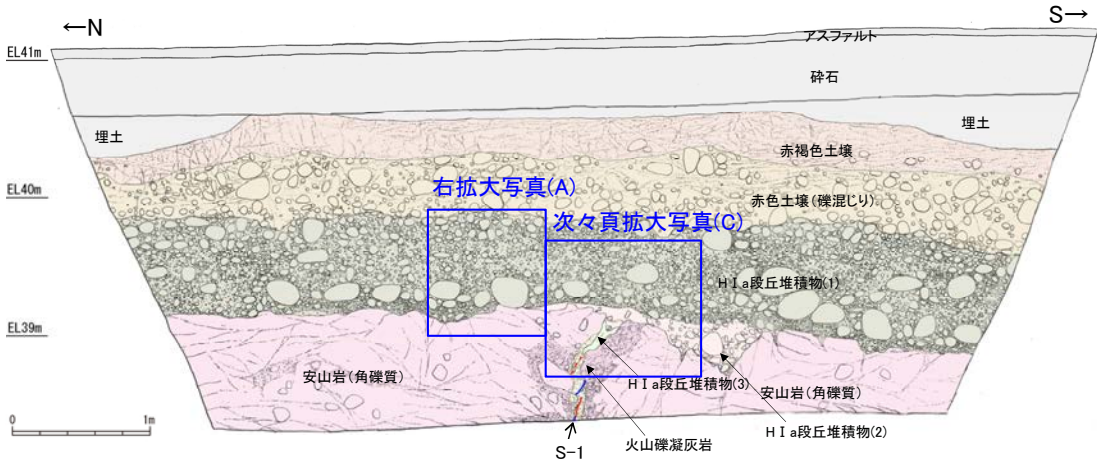 ←N
S→
アスファルト
EL41m
砕石
埋土
埋土
赤褐色土壌
右拡大写真(A)
EL40m
赤色土壌(礫混じり)
次々頁拡大写真(C)
HⅠa段丘堆積物(1)
EL39m
安山岩(角礫質)
HⅠa段丘堆積物(3)
安山岩(角礫質)
0
1m
HⅠa段丘堆積物(2)
火山礫凝灰岩
S-1